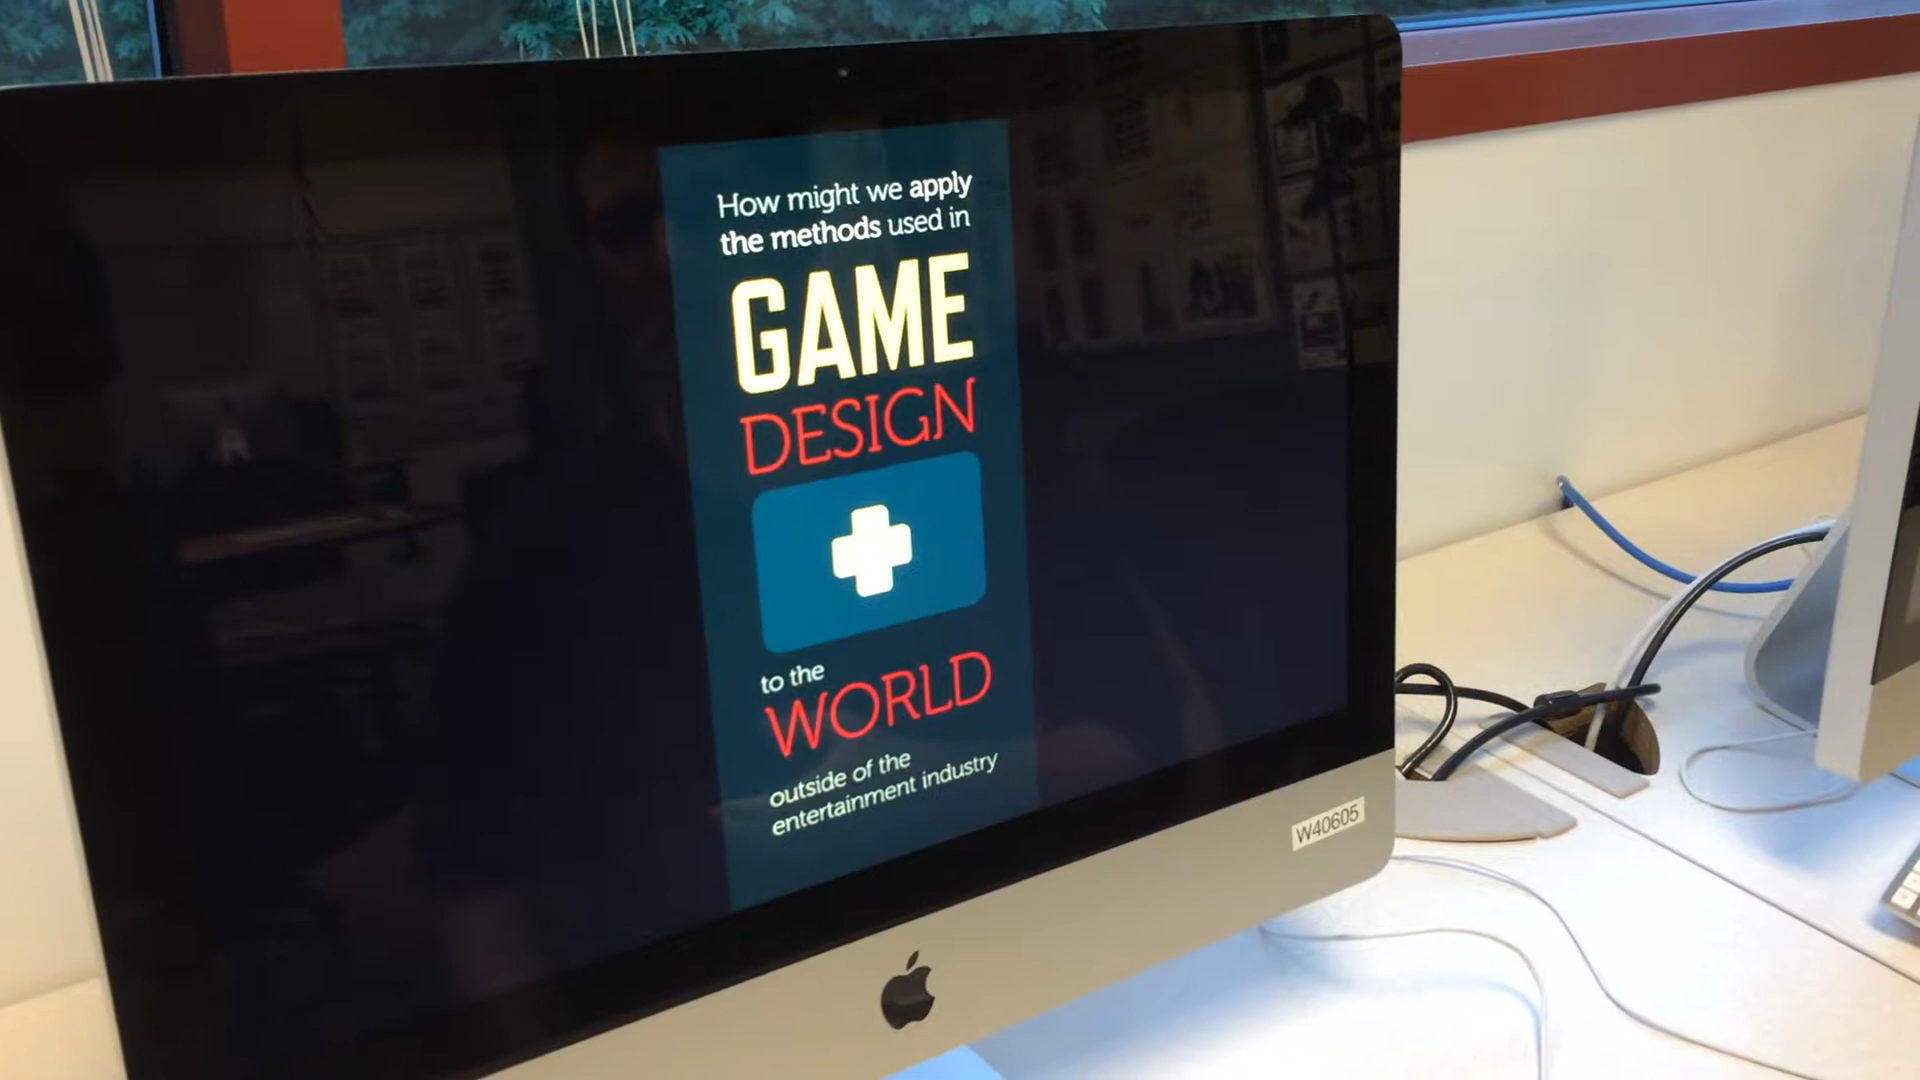 How might we apply
the methods used in
GAME
DESIGN
to the
WORLD
outside of the
entertainment industry
W40605